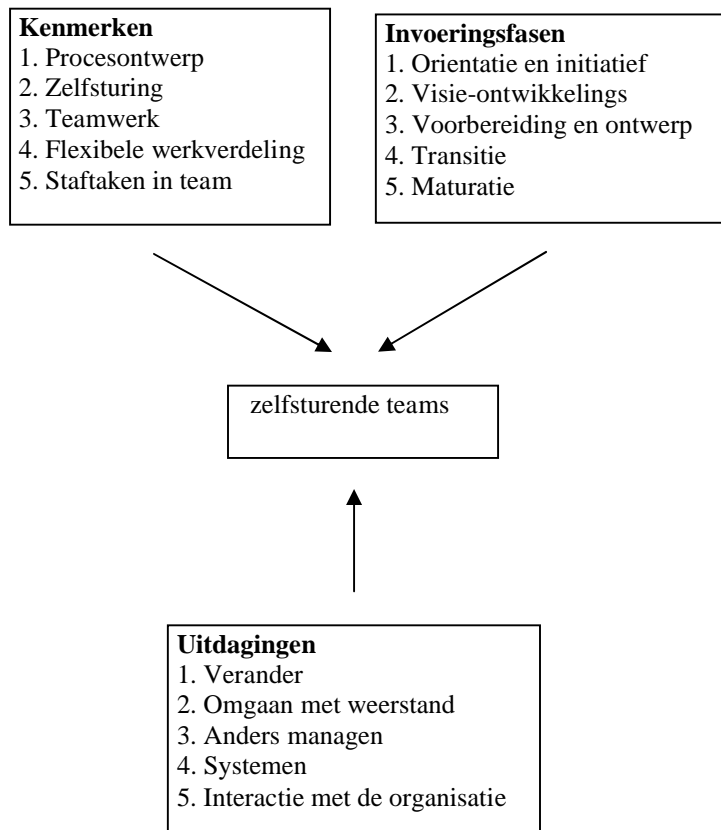 Kenmerken
1. Procesontwerp
2. Zelfsturing
3. Teamwerk
4. Flexibele werkverdeling
5. Staftaken in team
Invoeringsfasen
1. Orientatie en initiatief
2. Visie-ontwikkelings
3. Voorbereiding en ontwerp
4. Transitie
5. Maturatie
zelfsturende teams
Uitdagingen
1. Verander
2. Omgaan met weerstand
3. Anders managen
4. Systemen
5. Interactie met de organisatie